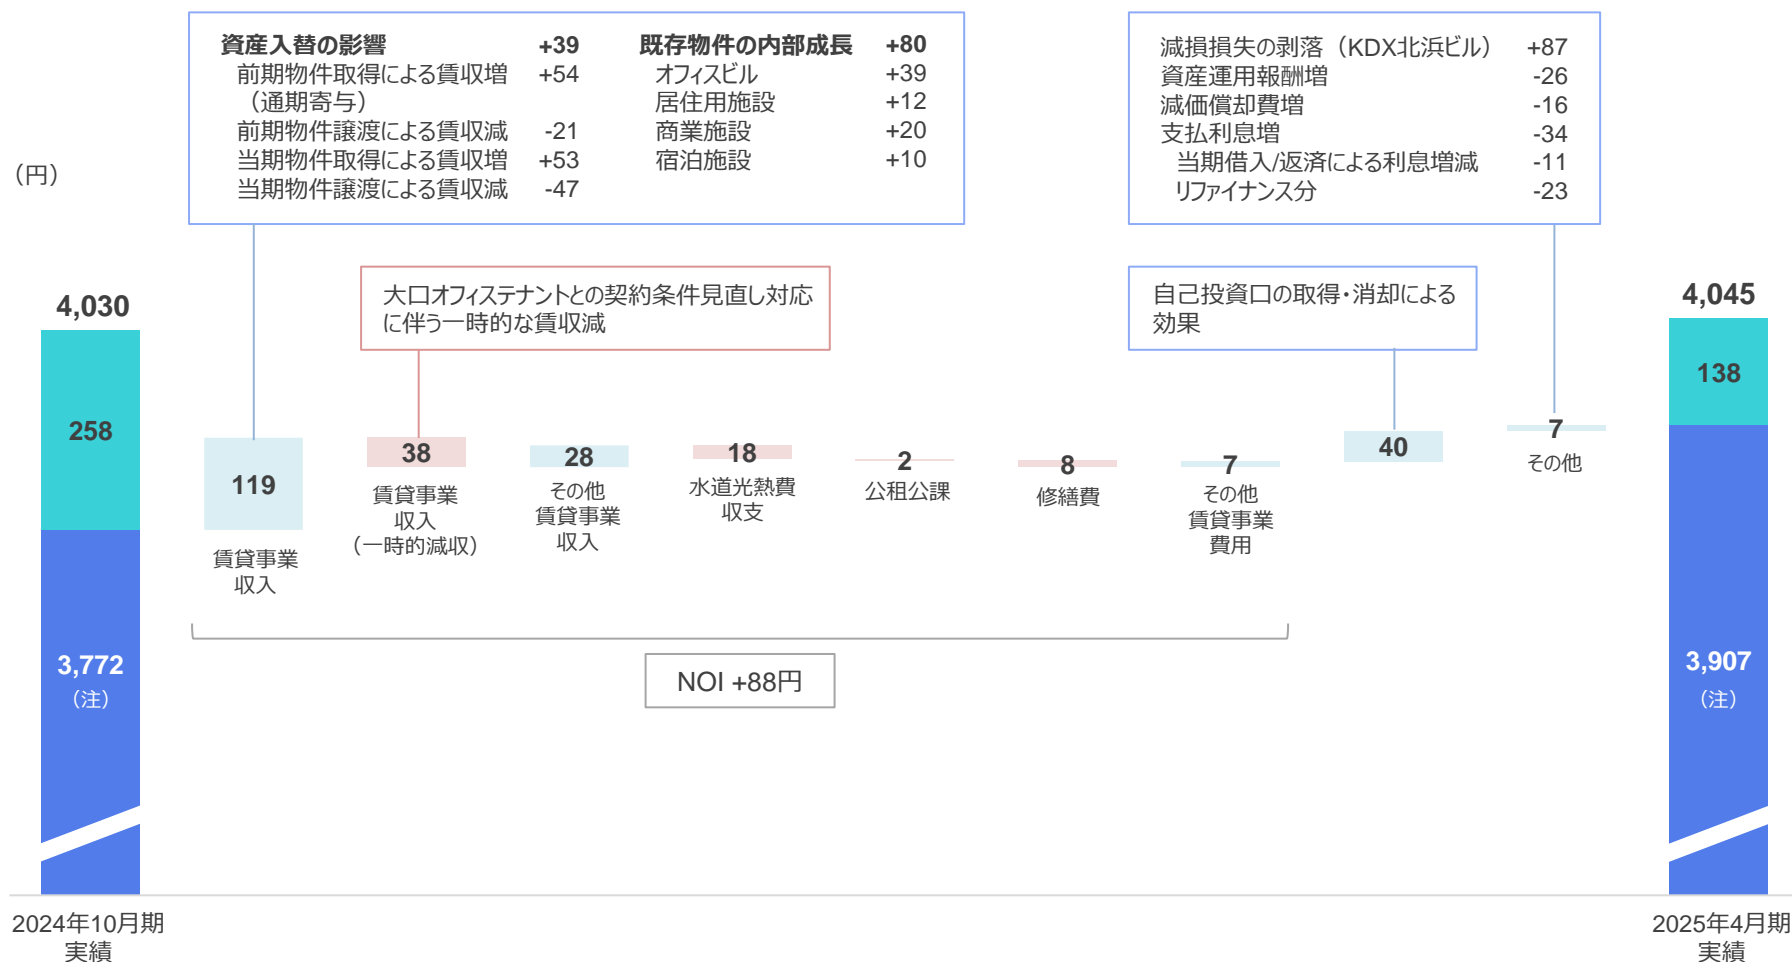 資産入替の影響 +39
前期物件取得による賃収増 +54
（通期寄与）
前期物件譲渡による賃収減 -21
当期物件取得による賃収増 +53
当期物件譲渡による賃収減 -47
既存物件の内部成長 +80
オフィスビル +39
居住用施設 +12
商業施設 +20
宿泊施設 +10
減損損失の剥落（KDX北浜ビル） +87
資産運用報酬増 -26
減価償却費増 -16
支払利息増 -34
当期借入/返済による利息増減 -11
リファイナンス分 -23
（円）
大口オフィステナントとの契約条件見直し対応
に伴う一時的な賃収減
自己投資口の取得・消却による
効果
4,030
258
3,772
（注）
2024年10月期
実績
119
賃貸事業
収入
38
賃貸事業
収入
（一時的減収）
28
その他
賃貸事業
収入
18
水道光熱費
収支
2
公租公課
8
修繕費
7
その他
賃貸事業
費用
40
7
その他
NOI +88円
4,045
138
3,907
（注）
2025年4月期
実績